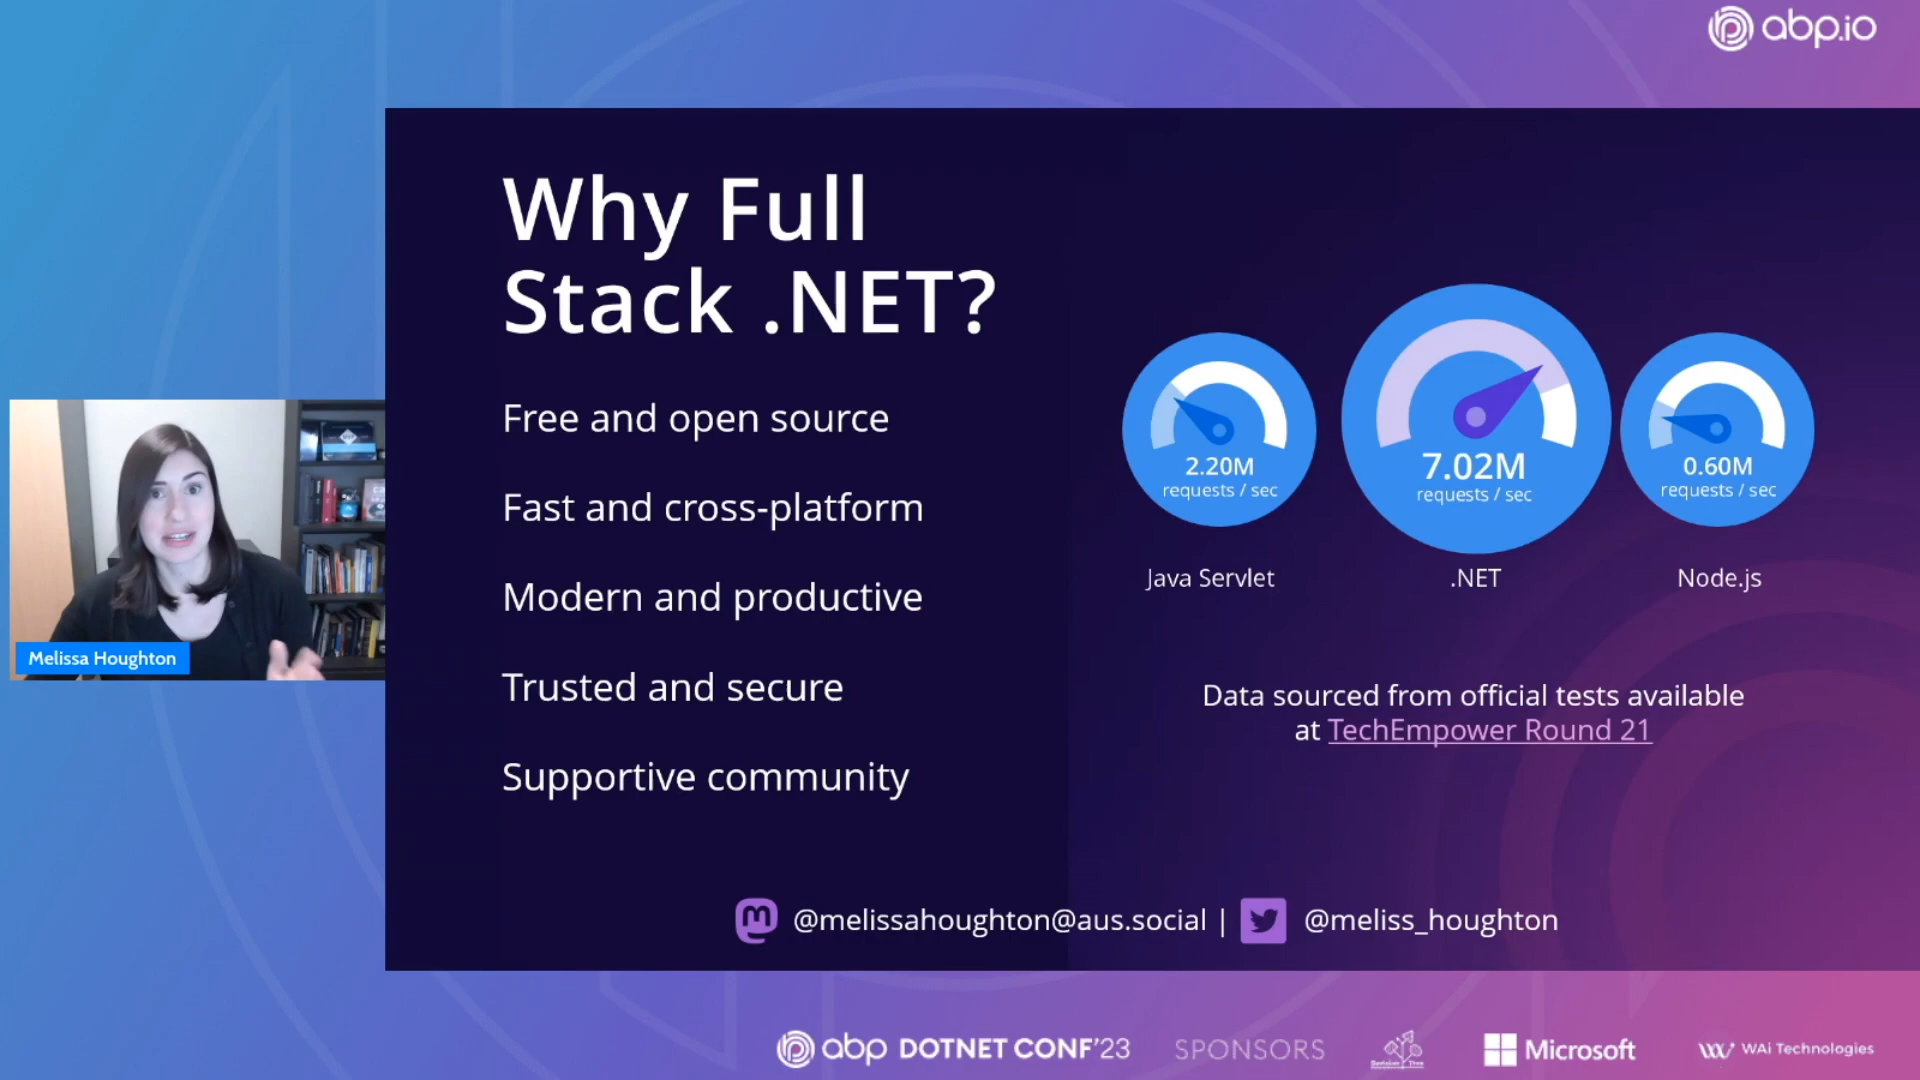 abp.io
Why Full
Stack .NET?
Free and open source
Fast and cross-platform
Modern and productive
Trusted and secure
Supportive community
2.20M
requests / sec
Java Servlet
7.02M
requests / sec
.NET
0.60M
requests / sec
Node.js
Data sourced from official tests available
at TechEmpower Round 21
Melissa Houghton
@melissahoughton@aus.social | @meliss_houghton
abp DOTNET CONF'23 SPONSORS Microsoft WAi Technologies